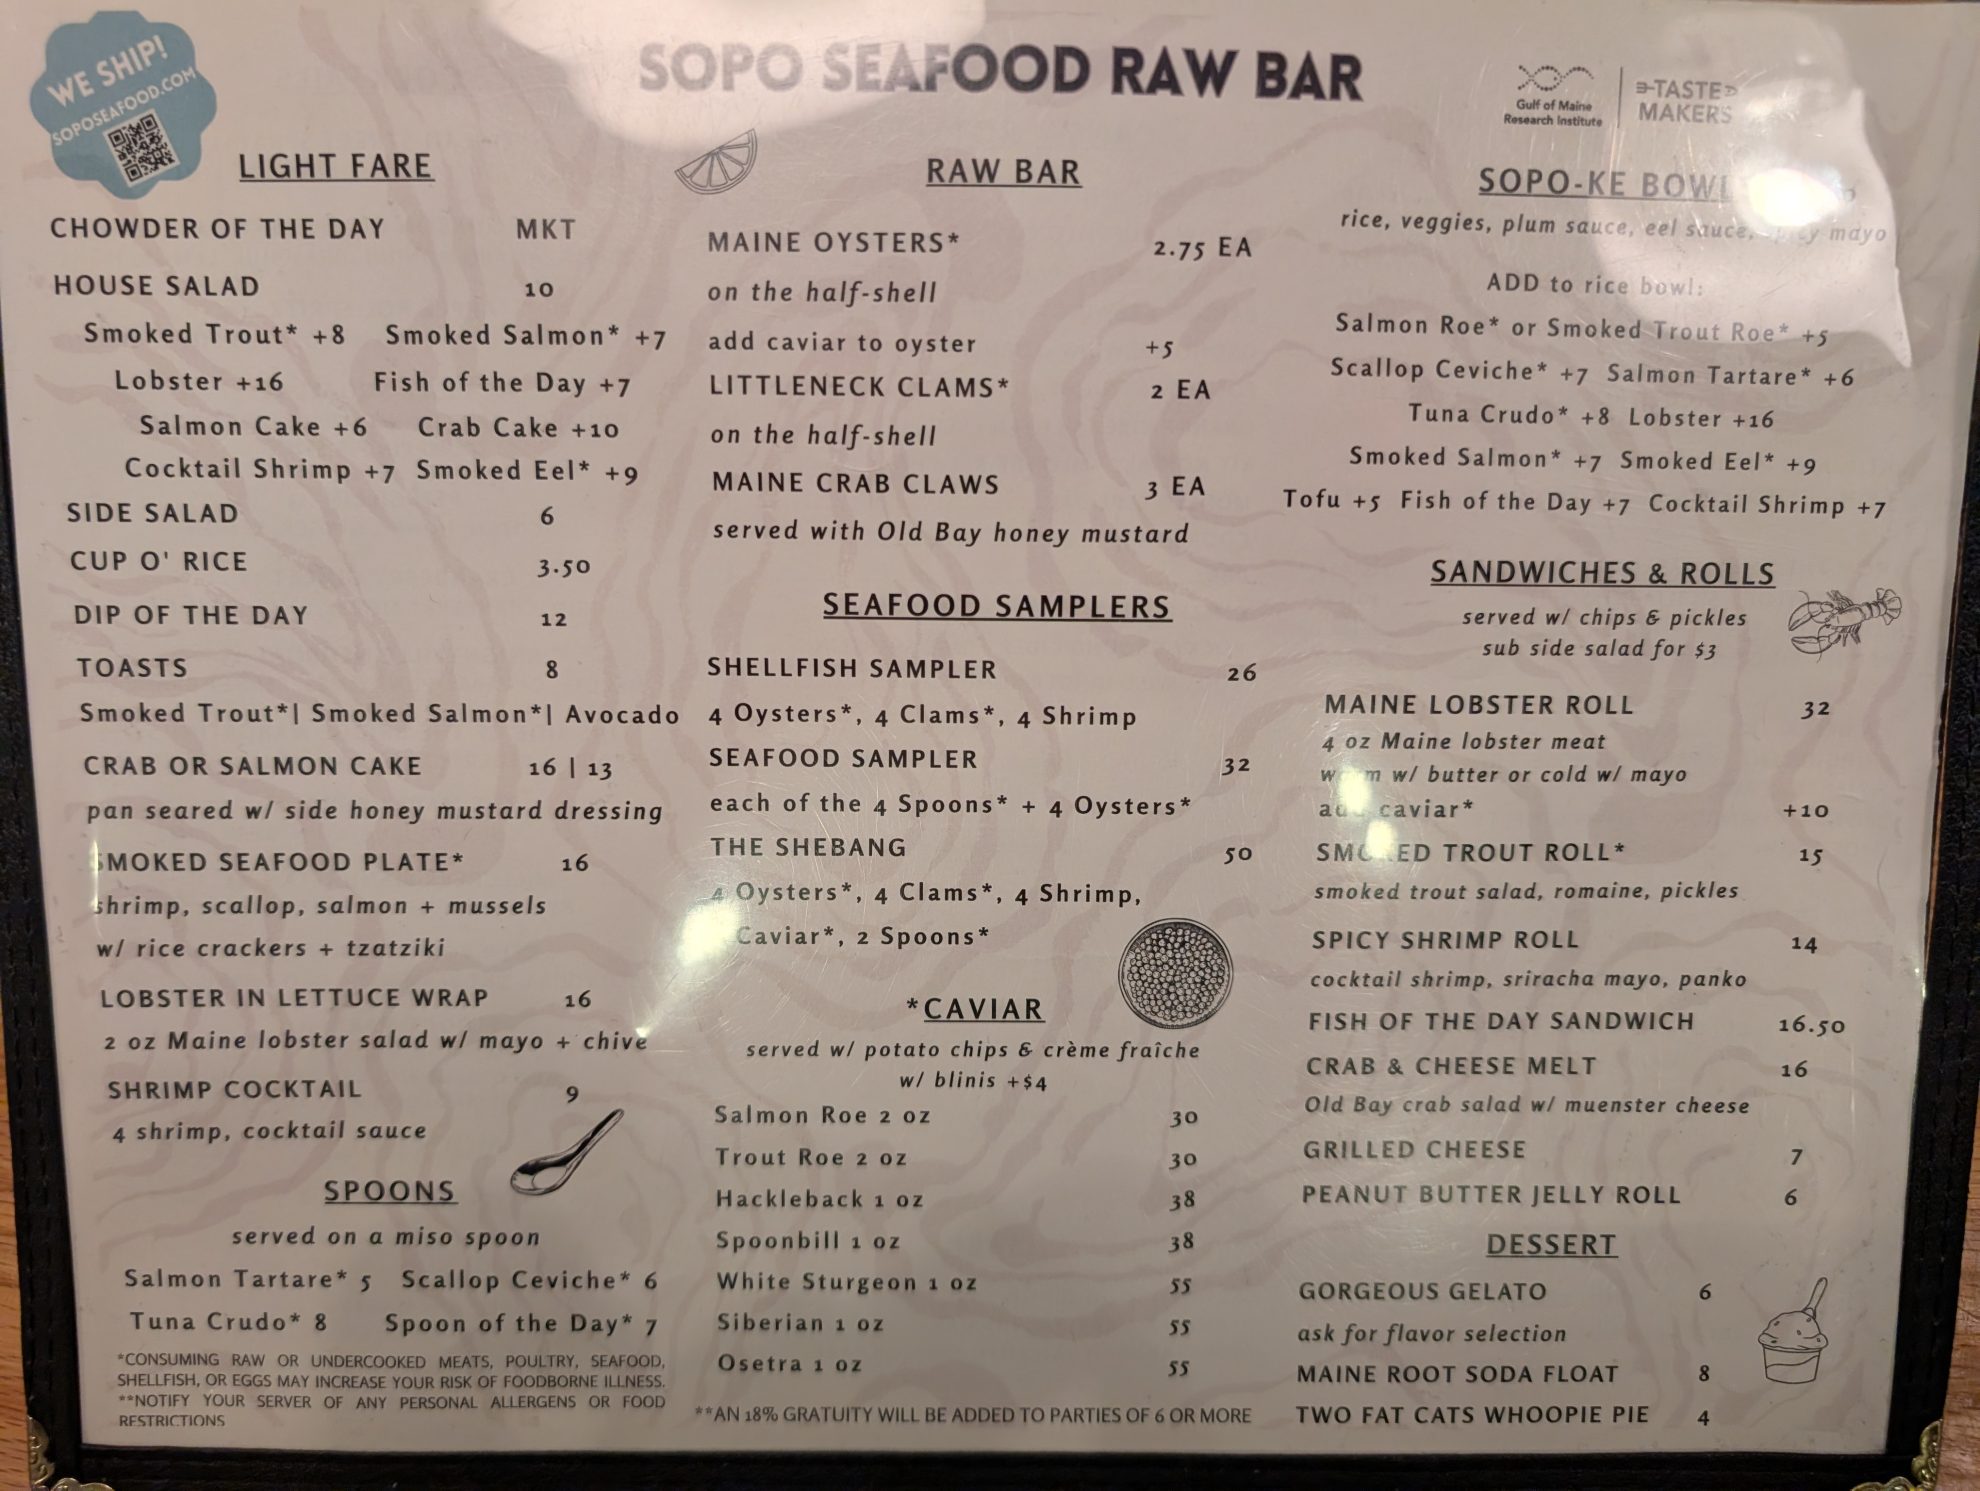 WE SHIP!
SOPOSEAFOOD.COM
SOPO SEAFOOD RAW BAR
Gulf of Maine
Research Institute
TASTE
MAKERS
LIGHT FARE
CHOWDER OF THE DAY MKT
HOUSE SALAD 10
Smoked Trout* +8 Smoked Salmon* +7
Lobster +16 Fish of the Day +7
Salmon Cake +6 Crab Cake +10
Cocktail Shrimp +7 Smoked Eel* +9
SIDE SALAD 6
CUP O' RICE 3.50
DIP OF THE DAY 12
TOASTS 8
Smoked Trout*| Smoked Salmon*| Avocado
CRAB OR SALMON CAKE 16 | 13
pan seared w/ side honey mustard dressing
SMOKED SEAFOOD PLATE* 16
shrimp, scallop, salmon + mussels
w/ rice crackers + tzatziki
LOBSTER IN LETTUCE WRAP 16
2 oz Maine lobster salad w/ mayo + chive
SHRIMP COCKTAIL 9
4 shrimp, cocktail sauce
SPOONS
served on a miso spoon
Salmon Tartare* 5 Scallop Ceviche* 6
Tuna Crudo* 8 Spoon of the Day* 7
*CONSUMING RAW OR UNDERCOOKED MEATS, POULTRY, SEAFOOD,
SHELLFISH, OR EGGS MAY INCREASE YOUR RISK OF FOODBORNE ILLNESS.
**NOTIFY YOUR SERVER OF ANY PERSONAL ALLERGENS OR FOOD
RESTRICTIONS
RAW BAR
MAINE OYSTERS* 2.75 EA
on the half-shell
add caviar to oyster +5
LITTLENECK CLAMS* 2 EA
on the half-shell
MAINE CRAB CLAWS 3 EA
served with Old Bay honey mustard
SEAFOOD SAMPLERS
SHELLFISH SAMPLER 26
4 Oysters*, 4 Clams*, 4 Shrimp
SEAFOOD SAMPLER 32
each of the 4 Spoons* + 4 Oysters*
THE SHEBANG 50
4 Oysters*, 4 Clams*, 4 Shrimp,
Caviar*, 2 Spoons*
*CAVIAR
served w/ potato chips & crème fraîche
w/ blinis +$4
Salmon Roe 2 oz 30
Trout Roe 2 oz 30
Hackleback 1 oz 38
Spoonbill 1 oz 38
White Sturgeon 1 oz 55
Siberian 1 oz 55
Osetra 1 oz 55
**AN 18% GRATUITY WILL BE ADDED TO PARTIES OF 6 OR MORE
SOPO-KE BOWL
rice, veggies, plum sauce, eel sauce, spicy mayo
ADD to rice bowl:
Salmon Roe* or Smoked Trout Roe* +5
Scallop Ceviche* +7 Salmon Tartare* +6
Tuna Crudo* +8 Lobster +16
Smoked Salmon* +7 Smoked Eel* +9
Tofu +5 Fish of the Day +7 Cocktail Shrimp +7
SANDWICHES & ROLLS
served w/ chips & pickles
sub side salad for $3
MAINE LOBSTER ROLL 32
4 oz Maine lobster meat
warm w/ butter or cold w/ mayo
add caviar* +10
SMOKED TROUT ROLL* 15
smoked trout salad, romaine, pickles
SPICY SHRIMP ROLL 14
cocktail shrimp, sriracha mayo, panko
FISH OF THE DAY SANDWICH 16.50
CRAB & CHEESE MELT 16
Old Bay crab salad w/ muenster cheese
GRILLED CHEESE 7
PEANUT BUTTER JELLY ROLL 6
DESSERT
GORGEOUS GELATO 6
ask for flavor selection
MAINE ROOT SODA FLOAT 8
TWO FAT CATS WHOOPIE PIE 4